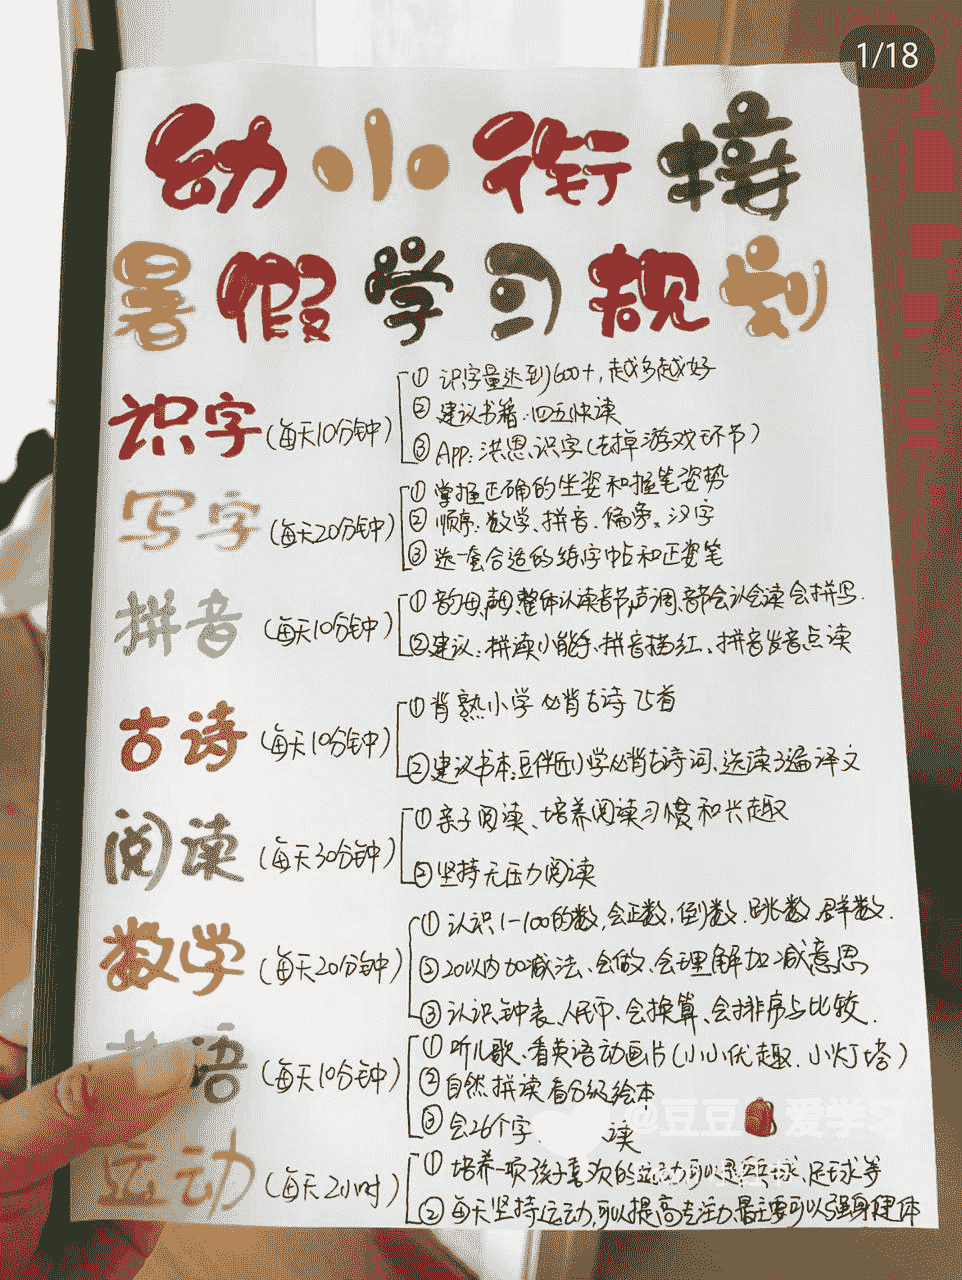 1/18
幼小衔接
暑假学习规划
识字(每天10分钟)
① 识字量达到600+,越多越好
② 建议书籍:四五快读
③ App:洪恩识字(去掉游戏环节)
写字(每天20分钟)
① 掌握正确的坐姿和握笔姿势
② 顺序:数学、拼音、偏旁、汉字
③ 选一套合适的练字帖和正姿笔
拼音(每天10分钟)
① 韵母,声母,整体认读音节,声调,音节会认会读会拼写.
②建议:拼读小能手、拼音描红、拼音发音点读
古诗(每天10分钟)
① 背熟小学必背古诗75首
②建议书本:豆伴匠小学必背古诗词、选读3遍译文
阅读(每天30分钟)
① 亲子阅读、培养阅读习惯和兴趣
②坚持无压力阅读
数学(每天20分钟)
① 认识1-100的数,会正数,倒数.跳数.群数.
②20以内加减法、会做、会理解加减意思
③认识钟表、人民币、会换算、会排序与比较.
语(每天10分钟)
① 听儿歌、看英语动画片(小小优趣、小灯塔)
②自然拼读看分级绘本
③ 会26个字 读
@豆豆 爱学习
运动(每天2小时)
① 培养一项孩子喜欢的运动,可以是篮球、足球等
② 每天坚持运动,可以提高专注力,最主要可以强身健体
小红书